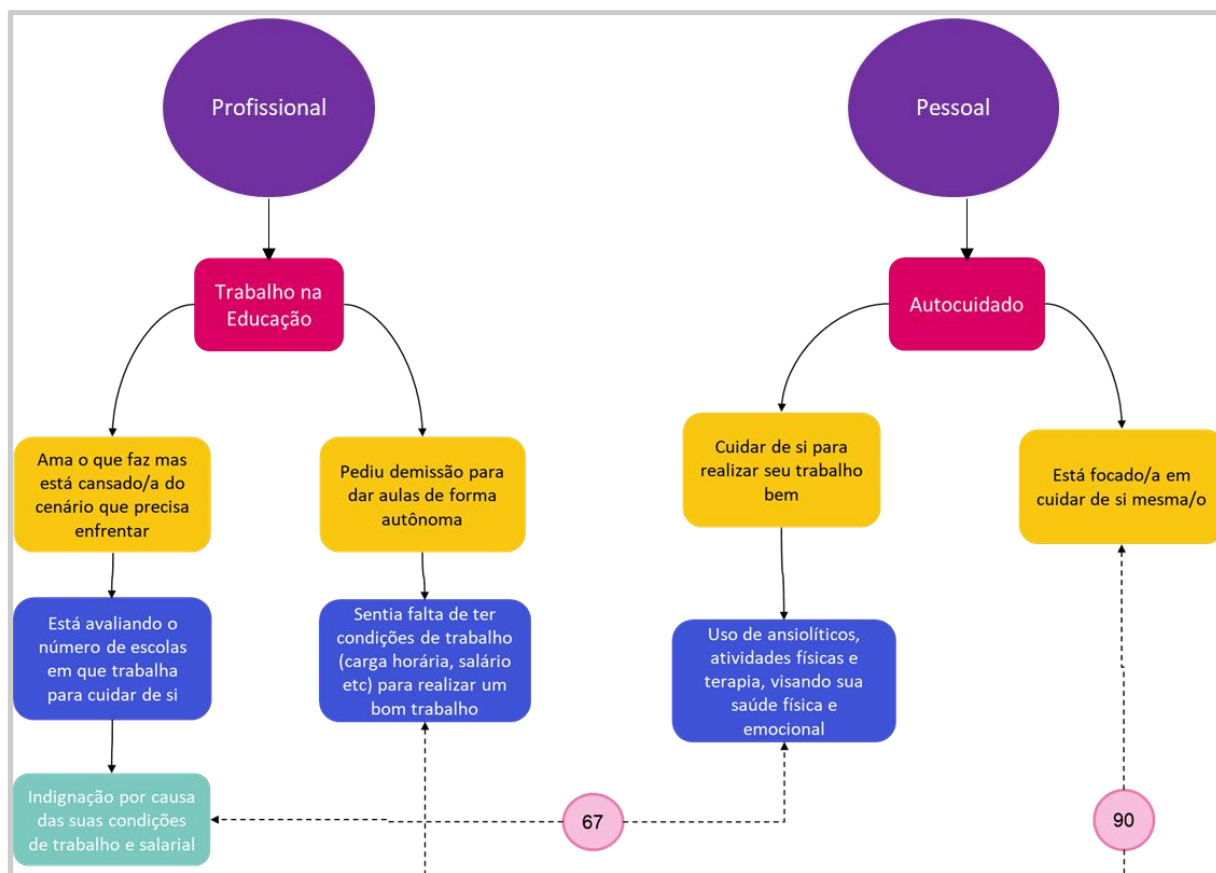 Profissional
Pessoal
Trabalho na
Educação
Autocuidado
Ama o que faz mas
está cansado/a do
cenário que precisa
enfrentar
Pediu demissão para
dar aulas de forma
autônoma
Cuidar de si para
realizar seu trabalho
bem
Está focado/a em
cuidar de si mesma/o
Está avaliando o
número de escolas
em que trabalha
para cuidar de si
Sentia falta de ter
condições de trabalho
(carga horária, salário
etc) para realizar um
bom trabalho
Uso de ansiolíticos,
atividades físicas e
terapia, visando sua
saúde física e
emocional
Indignação por causa
das suas condições
de trabalho e salarial
67
90